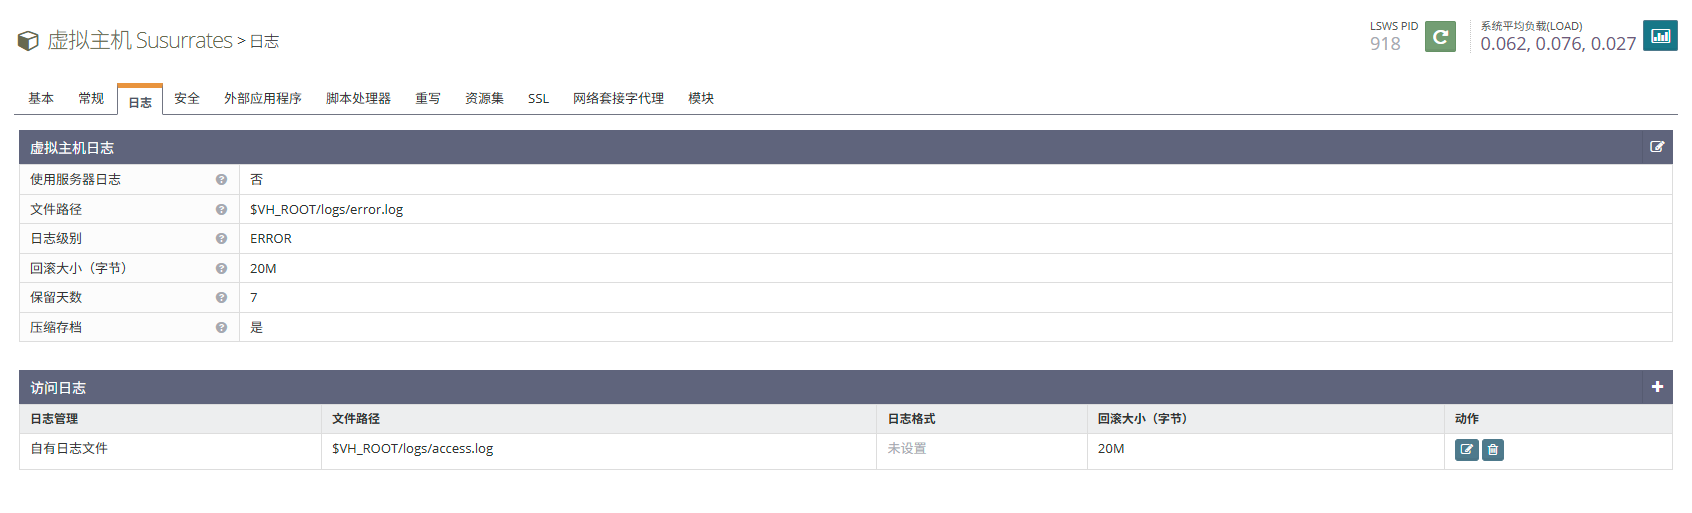 虚拟主机 Susurrates > 日志
LSWS PID
918
系统平均负载(LOAD)
0.062, 0.076, 0.027
基本 常规 日志 安全 外部应用程序 脚本处理器 重写 资源集 SSL 网络套接字代理 模块
虚拟主机日志
使用服务器日志 否
文件路径 $VH_ROOT/logs/error.log
日志级别 ERROR
回滚大小（字节） 20M
保留天数 7
压缩存档 是
访问日志
日志管理 文件路径 日志格式 回滚大小（字节） 动作
自有日志文件 $VH_ROOT/logs/access.log 未设置 20M